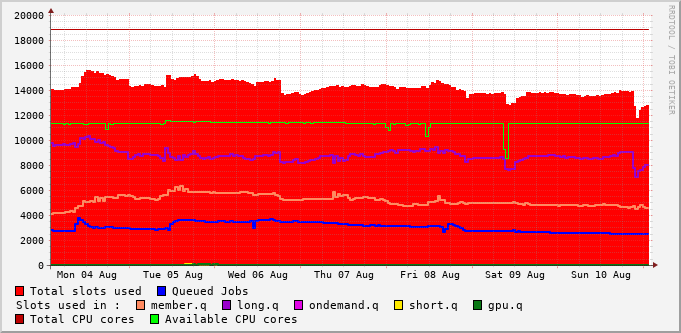 20000
18000
16000
14000
12000
10000
8000
6000
4000
2000
0
Mon 04 Aug Tue 05 Aug Wed 06 Aug Thu 07 Aug Fri 08 Aug Sat 09 Aug Sun 10 Aug
Total slots used Queued Jobs
Slots used in : member.q long.q ondemand.q short.q gpu.q
Total CPU cores Available CPU cores
RRDTOOL / TOBI OETIKER